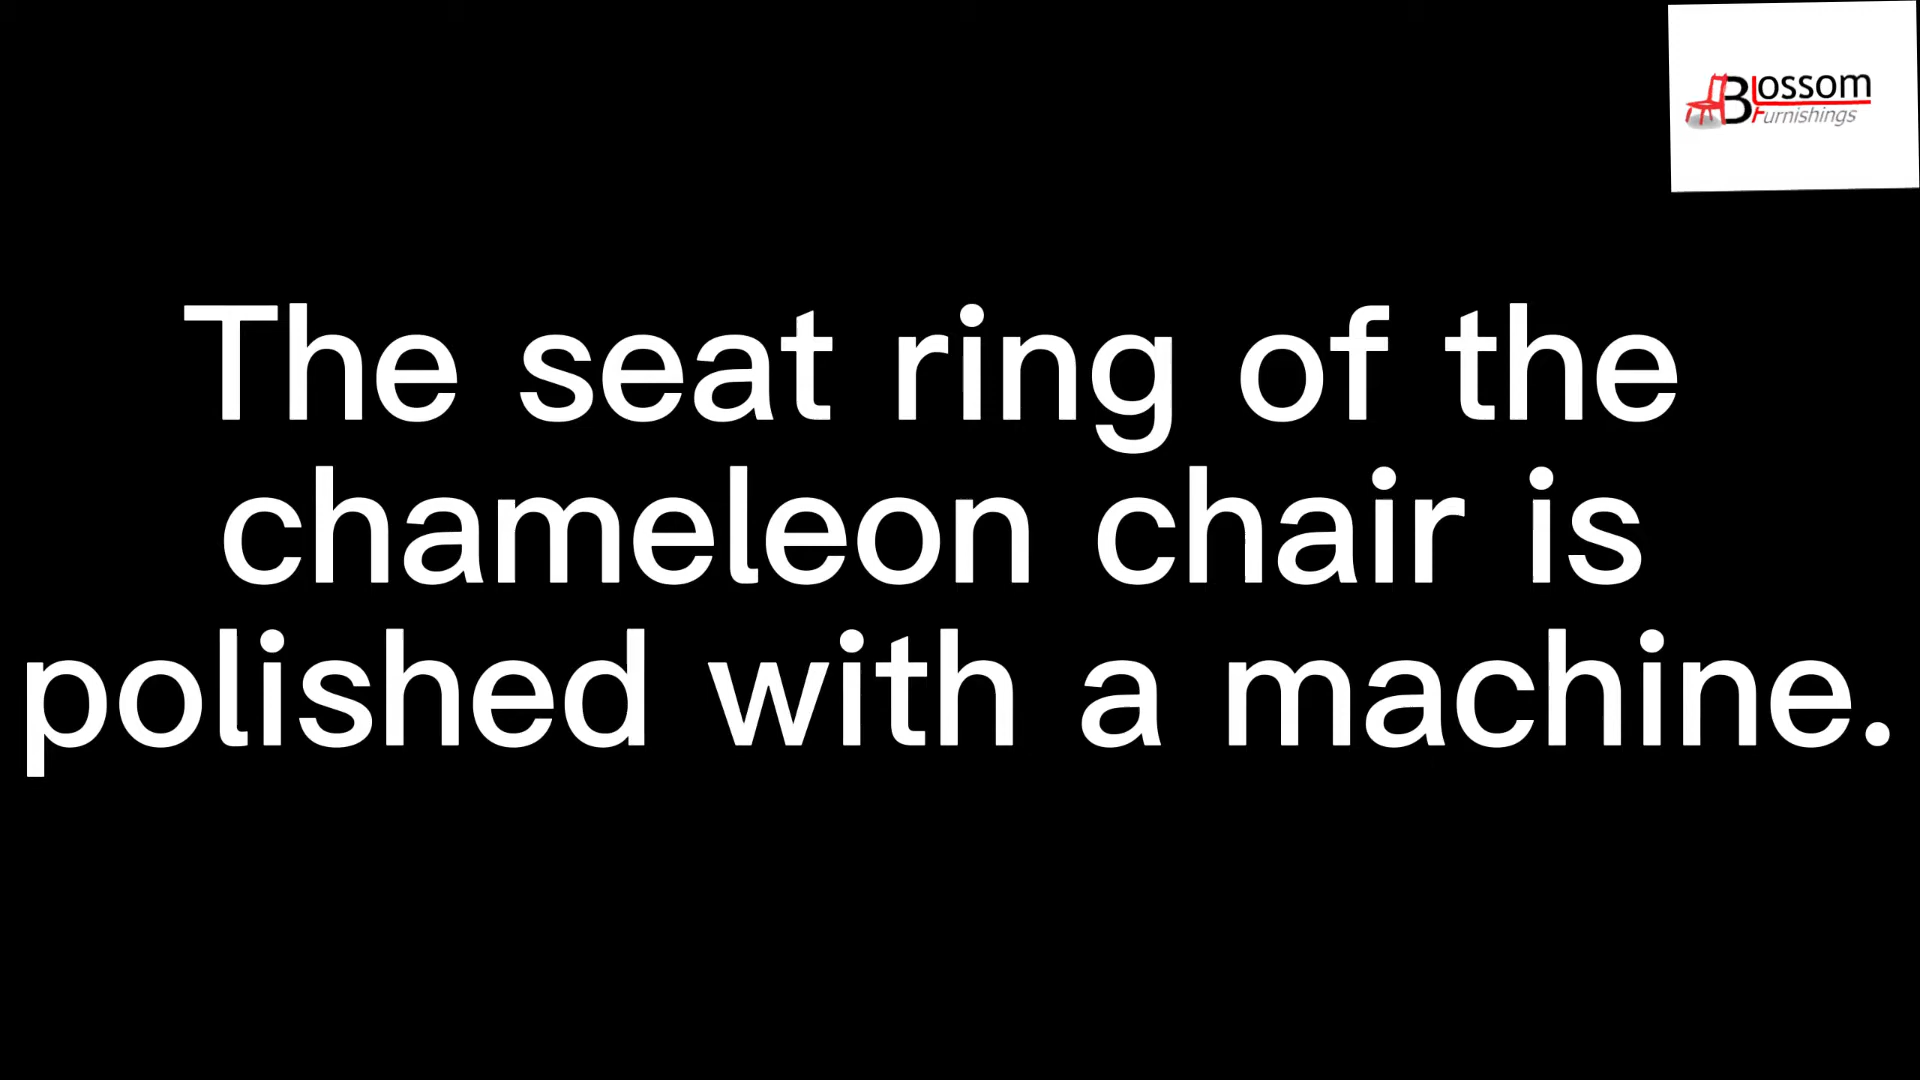 Blossom
Furnishings
The seat ring of the
chameleon chair is
polished with a machine.